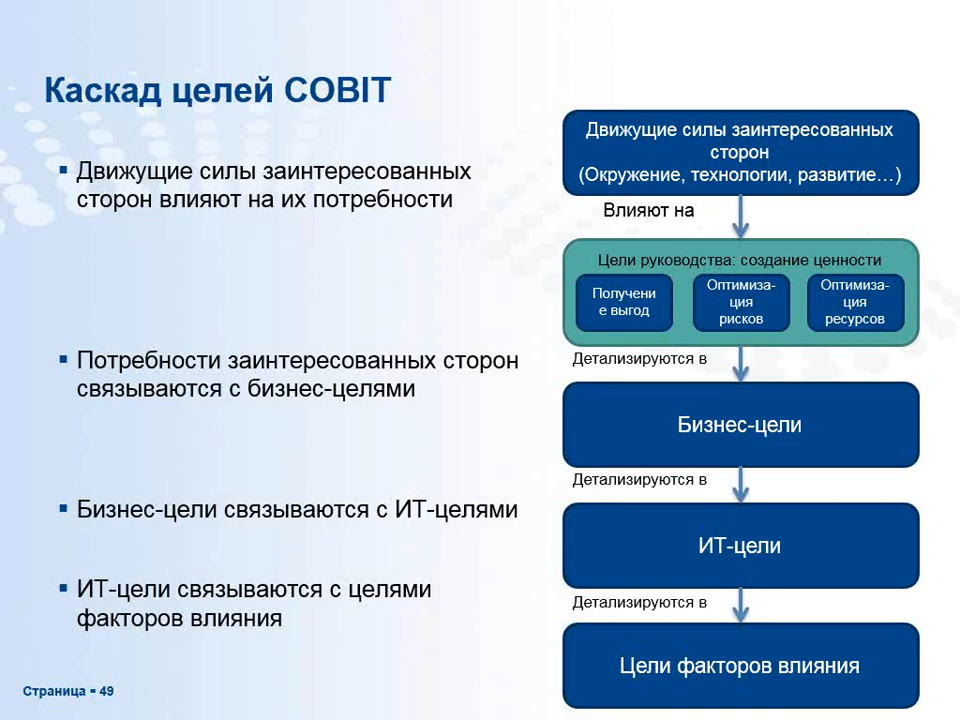 Каскад целей COBIT
Движущие силы заинтересованных
сторон влияют на их потребности
Потребности заинтересованных сторон
связываются с бизнес-целями
Бизнес-цели связываются с ИТ-целями
ИТ-цели связываются с целями
факторов влияния
Движущие силы заинтересованных
сторон
(Окружение, технологии, развитие…)
Влияют на
Цели руководства: создание ценности
Получени
е выгод
Оптимиза-
ция
рисков
Оптимиза-
ция
ресурсов
Детализируются в
Бизнес-цели
Детализируются в
ИТ-цели
Детализируются в
Цели факторов влияния
Страница ▪ 49